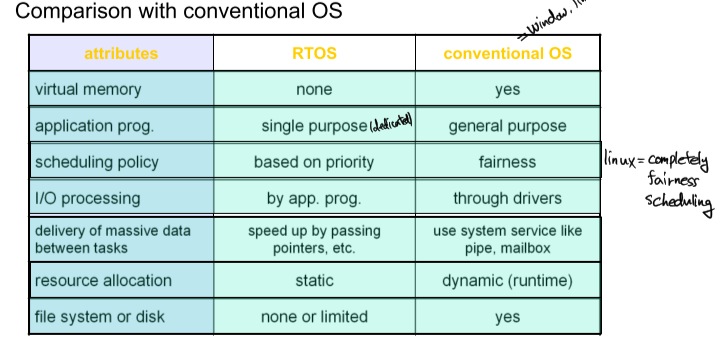 Comparison with conventional OS
= window,
attributes RTOS conventional OS
virtual memory none yes
application prog. single purpose (dedicated) general purpose
scheduling policy based on priority fairness
linux = completely
fairness
scheduling
I/O processing by app. prog. through drivers
delivery of massive data speed up by passing use system service like
between tasks pointers, etc. pipe, mailbox
resource allocation static dynamic (runtime)
file system or disk none or limited yes